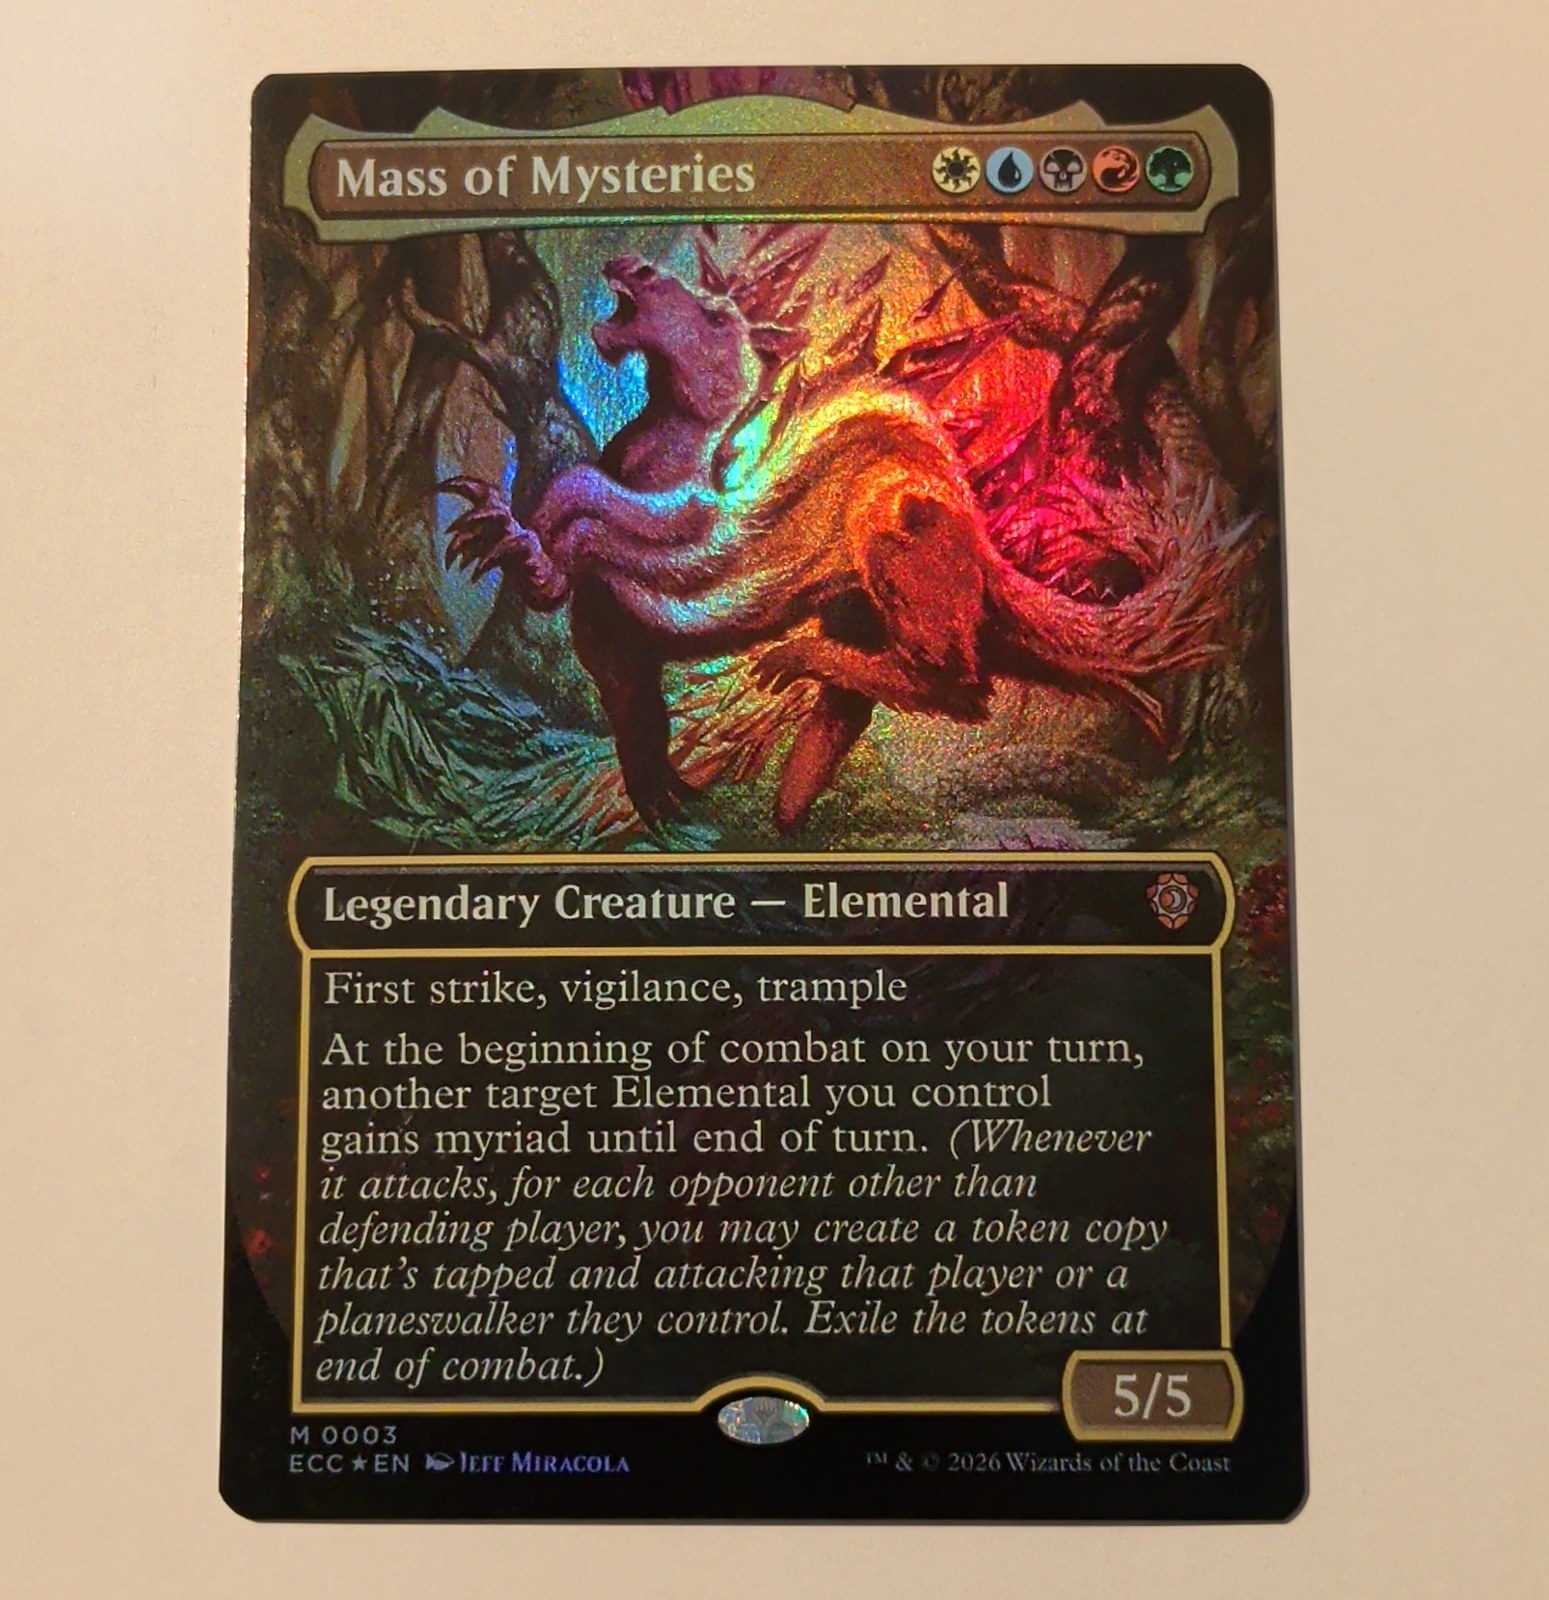 Mass of Mysteries
Legendary Creature — Elemental
First strike, vigilance, trample
At the beginning of combat on your turn,
another target Elemental you control
gains myriad until end of turn. (Whenever
it attacks, for each opponent other than
defending player, you may create a token copy
that's tapped and attacking that player or a
planeswalker they control. Exile the tokens at
end of combat.)
5/5
M 0003
ECC★EN Jeff Miracola
™ & © 2026 Wizards of the Coast